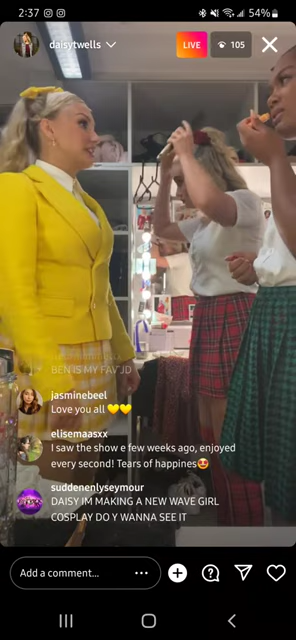 2:37
54%
daisytwells
LIVE
105
BEN IS MY FAV JD
jasminebeel
Love you all 💛💛
elisemaasxx
I saw the show e few weeks ago, enjoyed
every second! Tears of happines😍
suddenenlyseymour
DAISY IM MAKING A NEW WAVE GIRL
COSPLAY DO Y WANNA SEE IT
Add a comment...